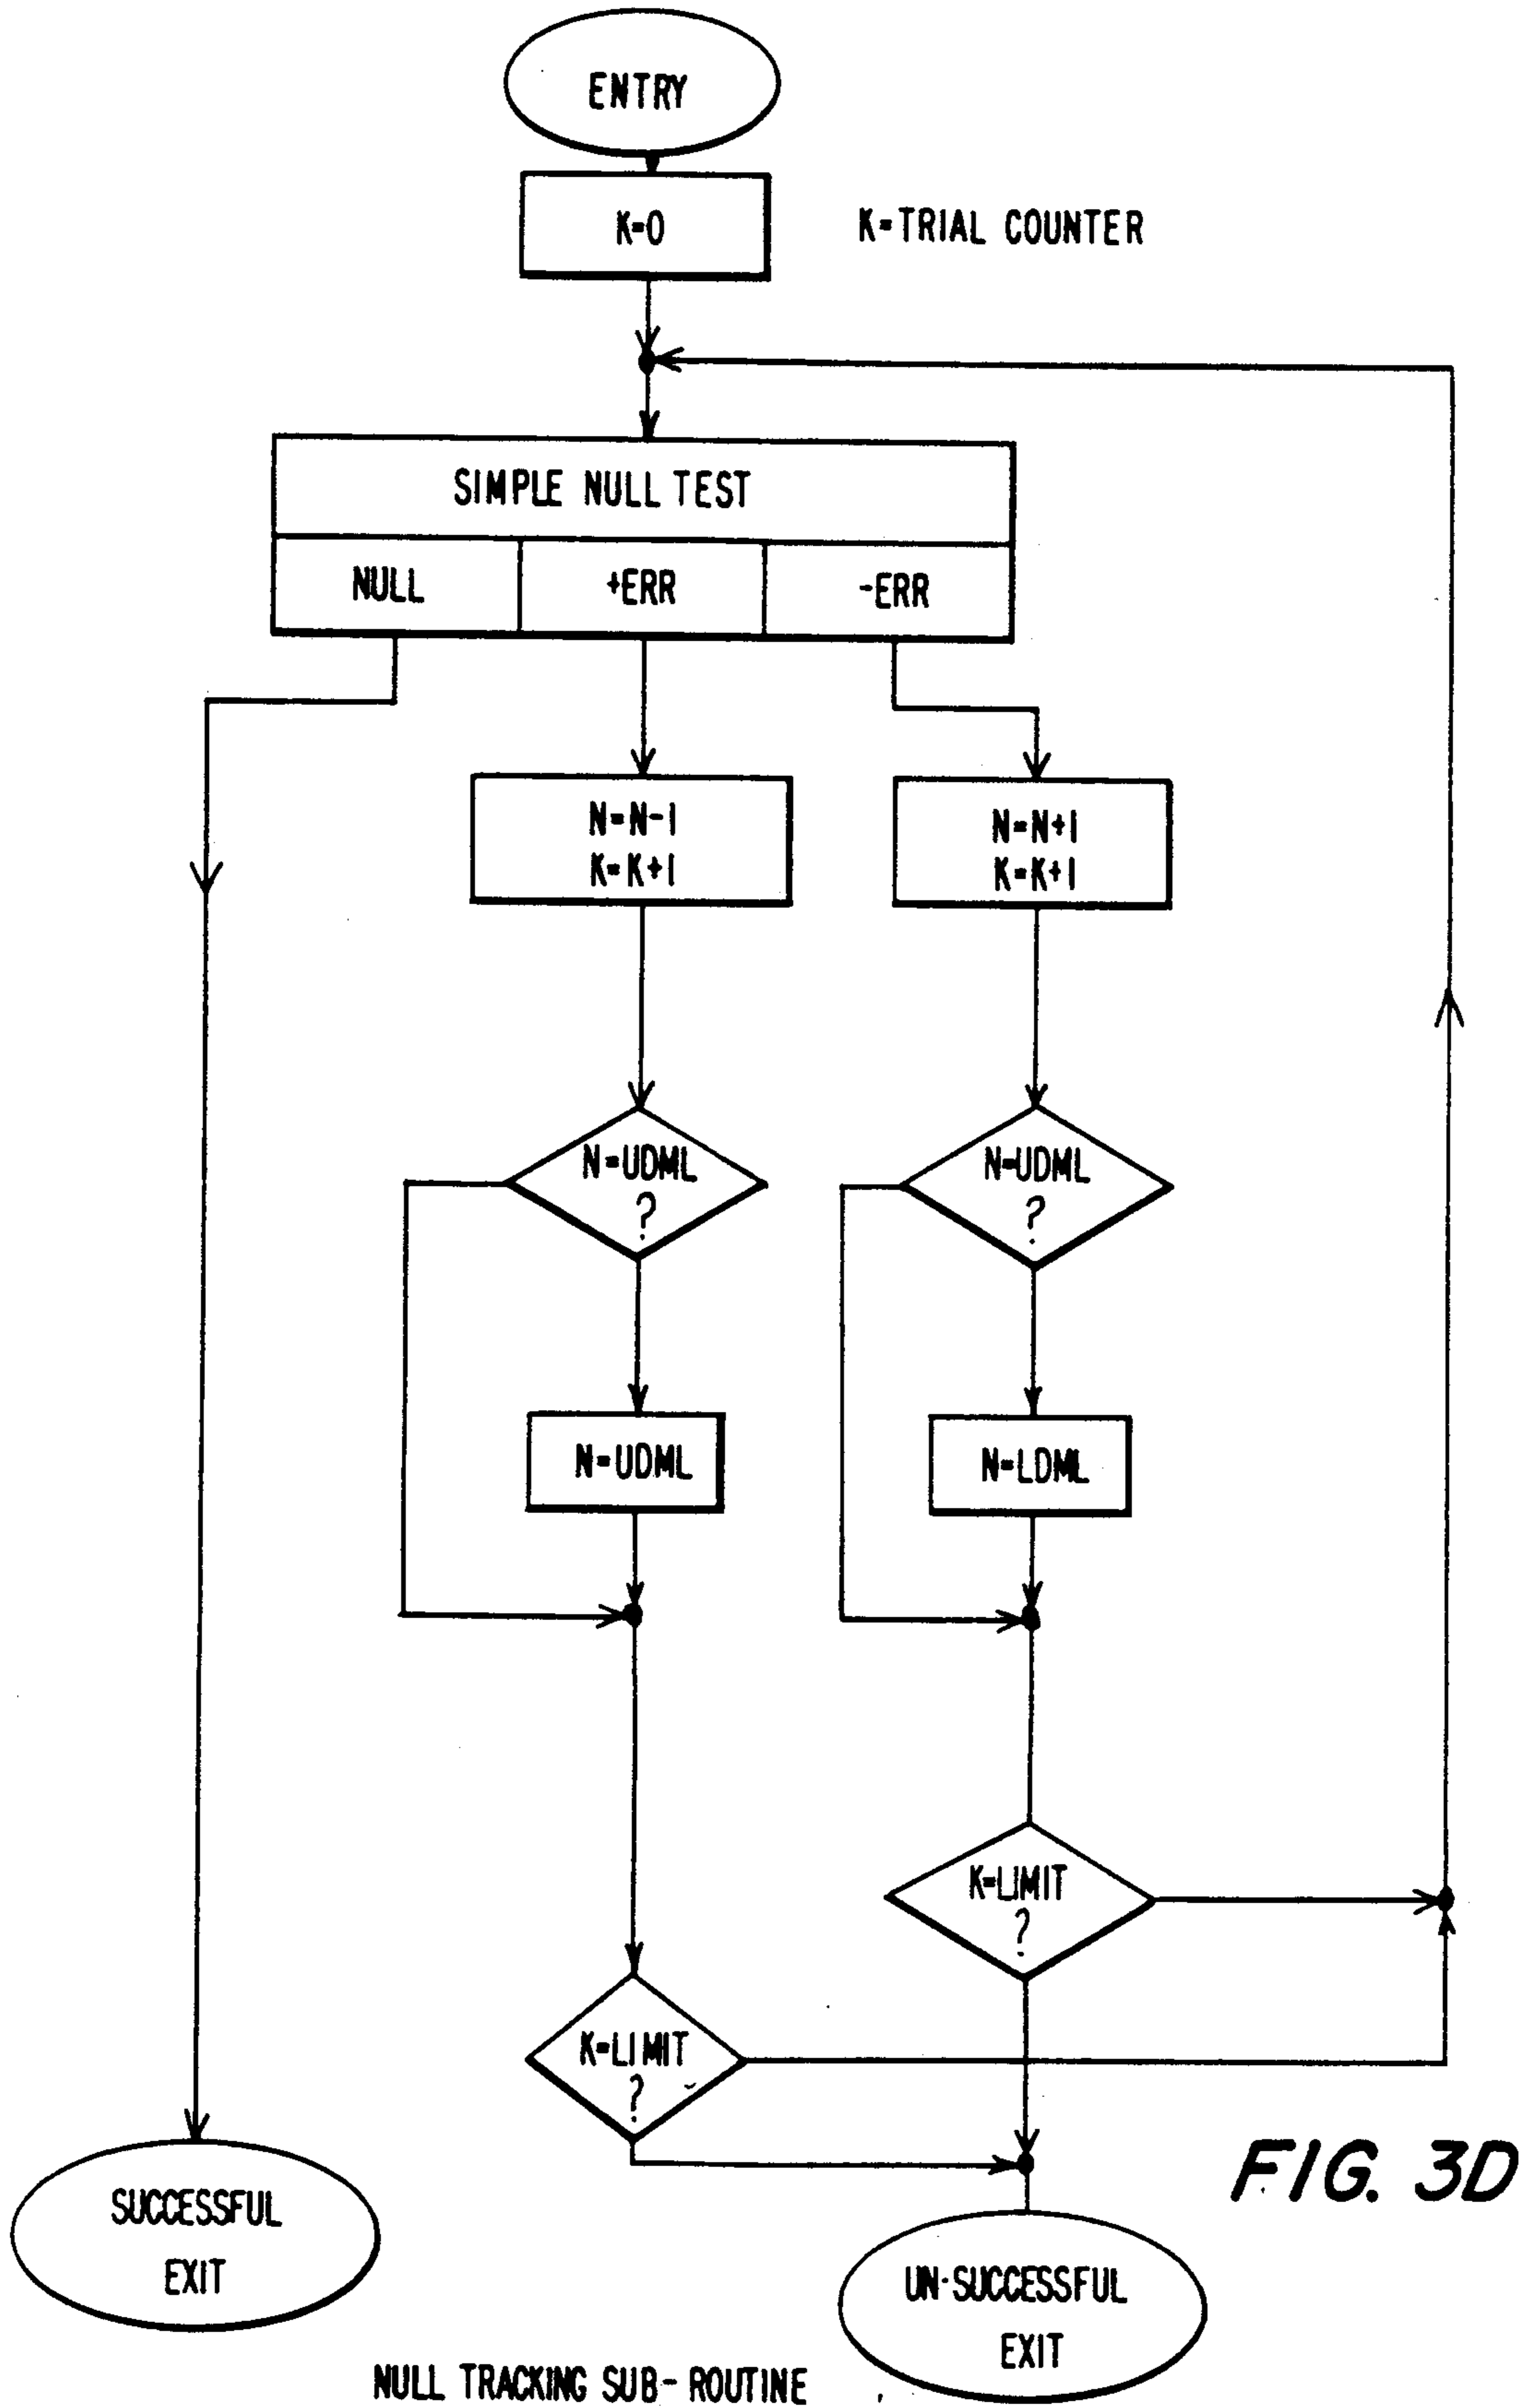 ENTRY
K=0
K=TRIAL COUNTER
SIMPLE NULL TEST
NULL
+ERR
-ERR
N=N-1
K=K+1
N=N+1
K=K+1
N=UDML
?
N=UDML
?
N=UDML
N=LDML
K=LIMIT
?
K=LIMIT
?
FIG. 3D
SUCCESSFUL
EXIT
UN-SUCCESSFUL
EXIT
NULL TRACKING SUB-ROUTINE